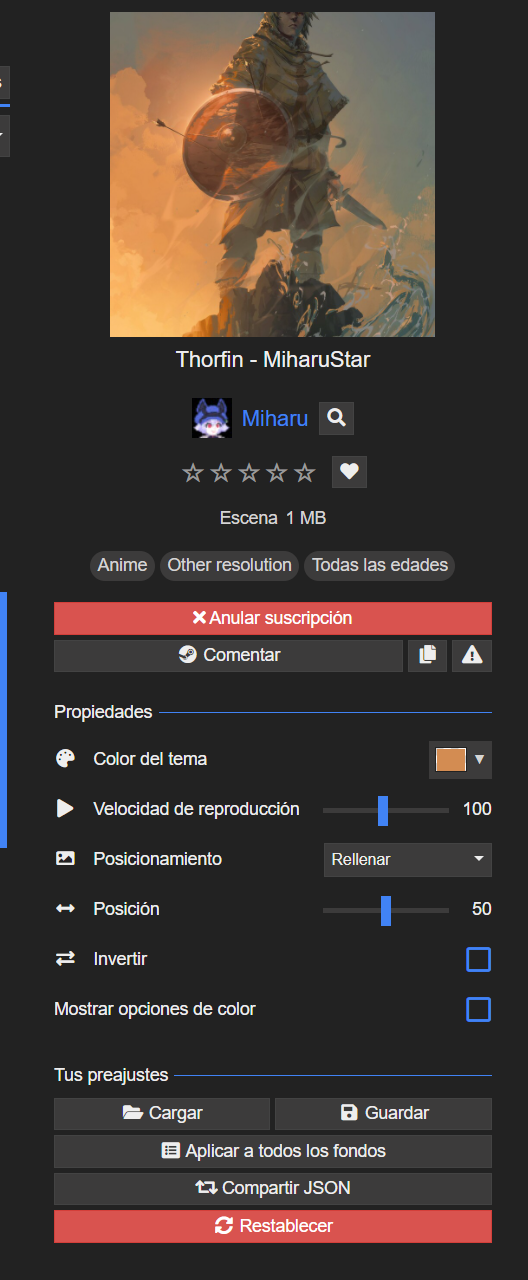 Thorfin - MiharuStar
Miharu
Escena 1 MB
Anime Other resolution Todas las edades
Anular suscripción
Comentar
Propiedades
Color del tema
Velocidad de reproducción 100
Posicionamiento Rellenar
Posición 50
Invertir
Mostrar opciones de color
Tus preajustes
Cargar Guardar
Aplicar a todos los fondos
Compartir JSON
Restablecer